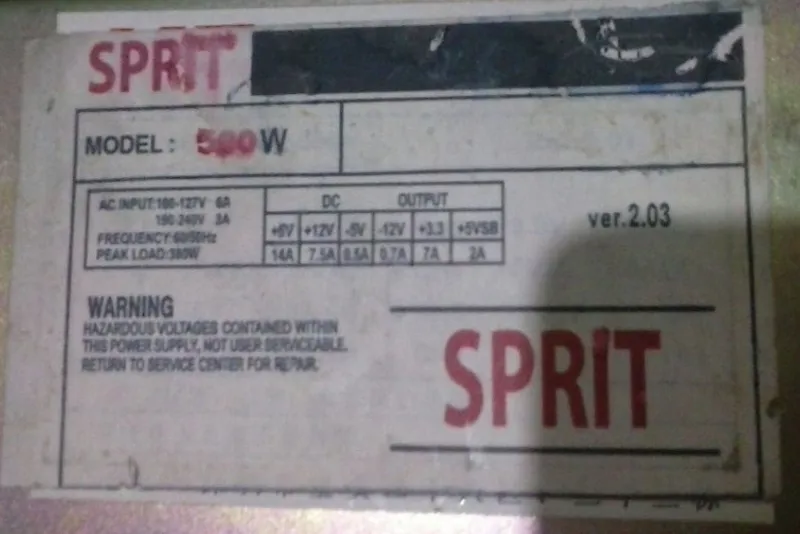 SPRiT
MODEL: 500W
AC INPUT:100-127V 6A
190-240V 3A
FREQUENCY:60/50Hz
PEAK LOAD:380W
DC OUTPUT
+5V +12V -5V -12V +3.3 +5VSB
14A 7.5A 0.5A 0.7A 7A 2A
ver.2.03
WARNING
HAZARDOUS VOLTAGES CONTAINED WITHIN
THIS POWER SUPPLY, NOT USER SERVICEABLE.
RETURN TO SERVICE CENTER FOR REPAIR.
SPRiT